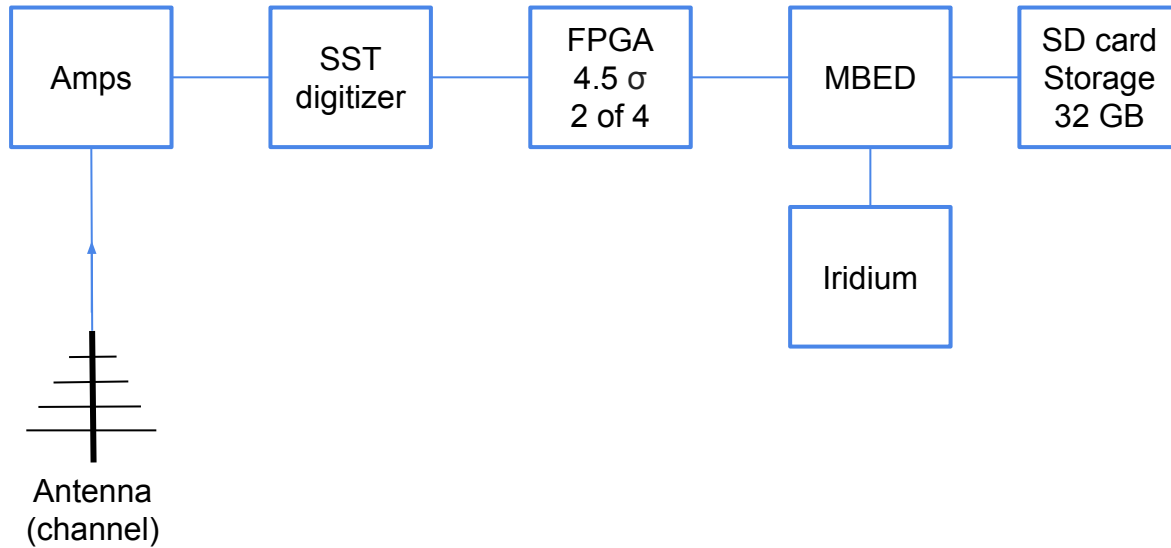 Amps
SST
digitizer
FPGA
4.5 σ
2 of 4
MBED
SD card
Storage
32 GB
Iridium
Antenna
(channel)